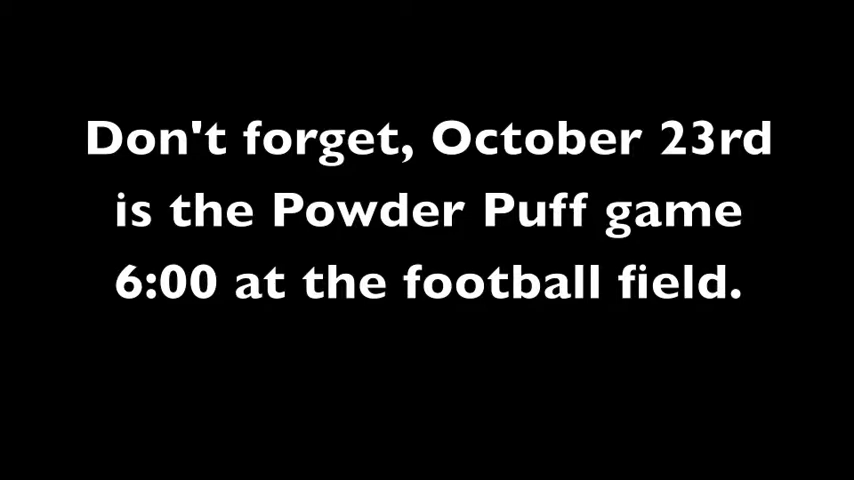 Don't forget, October 23rd
is the Powder Puff game
6:00 at the football field.